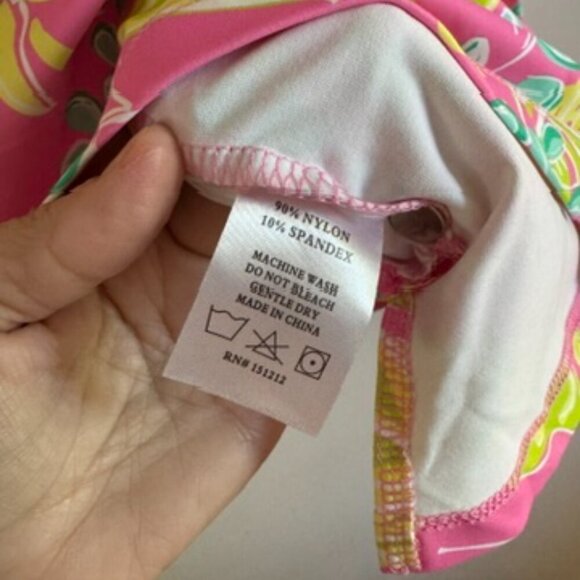 90% NYLON
10% SPANDEX
MACHINE WASH
DO NOT BLEACH
GENTLE DRY
MADE IN CHINA
RN# 151212